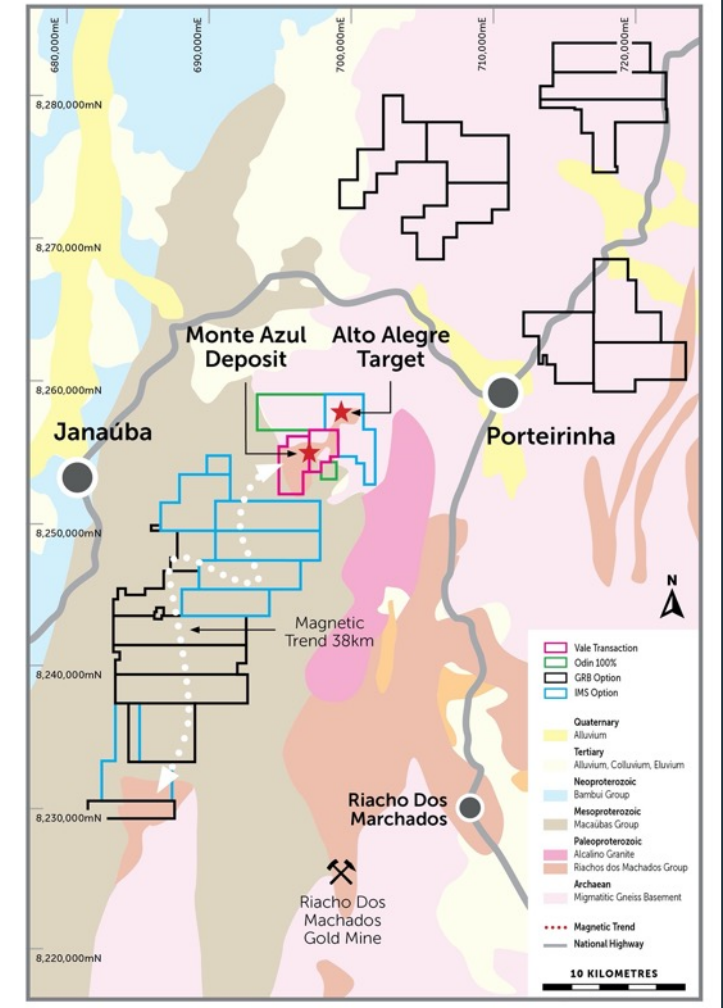 680,000mE
690,000mE
700,000mE
710,000mE
720,000mE
8,280,000mN
8,270,000mN
8,260,000mN
8,250,000mN
8,240,000mN
8,230,000mN
8,220,000mN
Monte Azul
Deposit
Alto Alegre
Target
Janaúba
Porteirinha
Magnetic
Trend 38km
Riacho Dos
Marchados
Riacho Dos
Machados
Gold Mine
N
Vale Transaction
Odin 100%
GRB Option
IMS Option
Quaternary
Alluvium
Tertiary
Alluvium, Colluvium, Eluvium
Neoproterozoic
Bambui Group
Mesoproterozoic
Macaúbas Group
Paleoproterozoic
Alcalino Granite
Riachos dos Machados Group
Archaean
Migmatitic Gneiss Basement
Magnetic Trend
National Highway
10 KILOMETRES